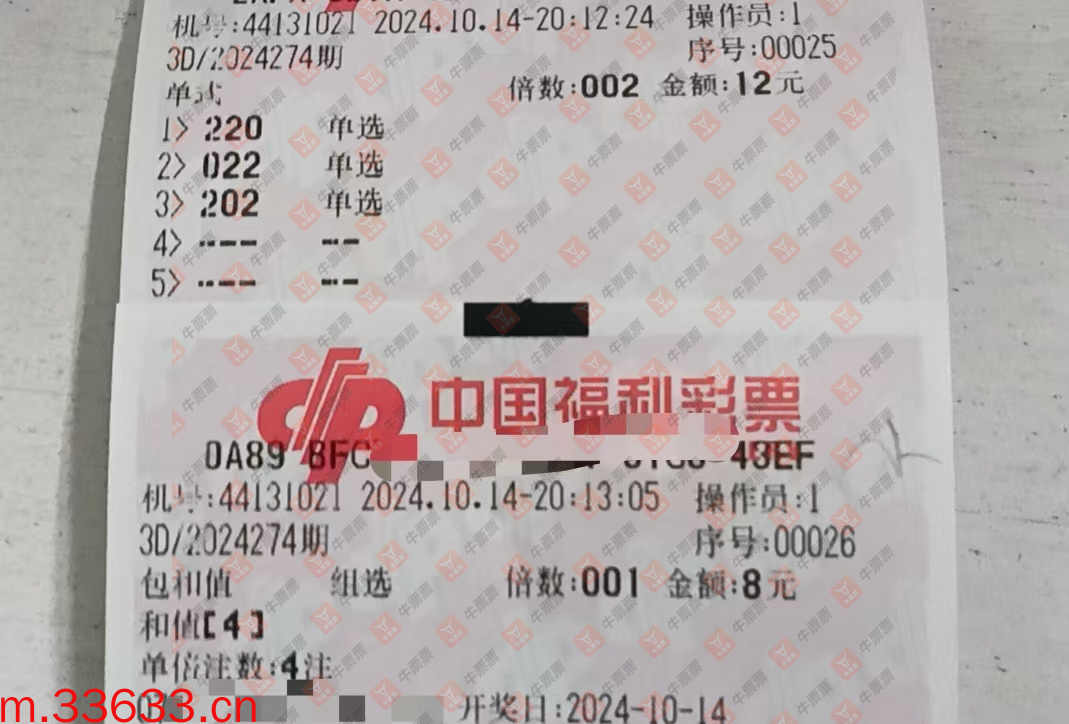 机号:44131021 2024.10.14-20:12:24 操作员:1
3D/2024274期 序号:00025
单式 倍数:002 金额:12元
1> 220 单选
2> 022 单选
3> 202 单选
4> ---- --
5> ---- --
中国福利彩票
0A89 BFC 43EF
机号:44131021 2024.10.14-20:13:05 操作员:1
3D/2024274期 序号:00026
包和值 组选 倍数:001 金额:8元
和值[4]
单倍注数:4注
开奖日:2024-10-14
m.33633.cn